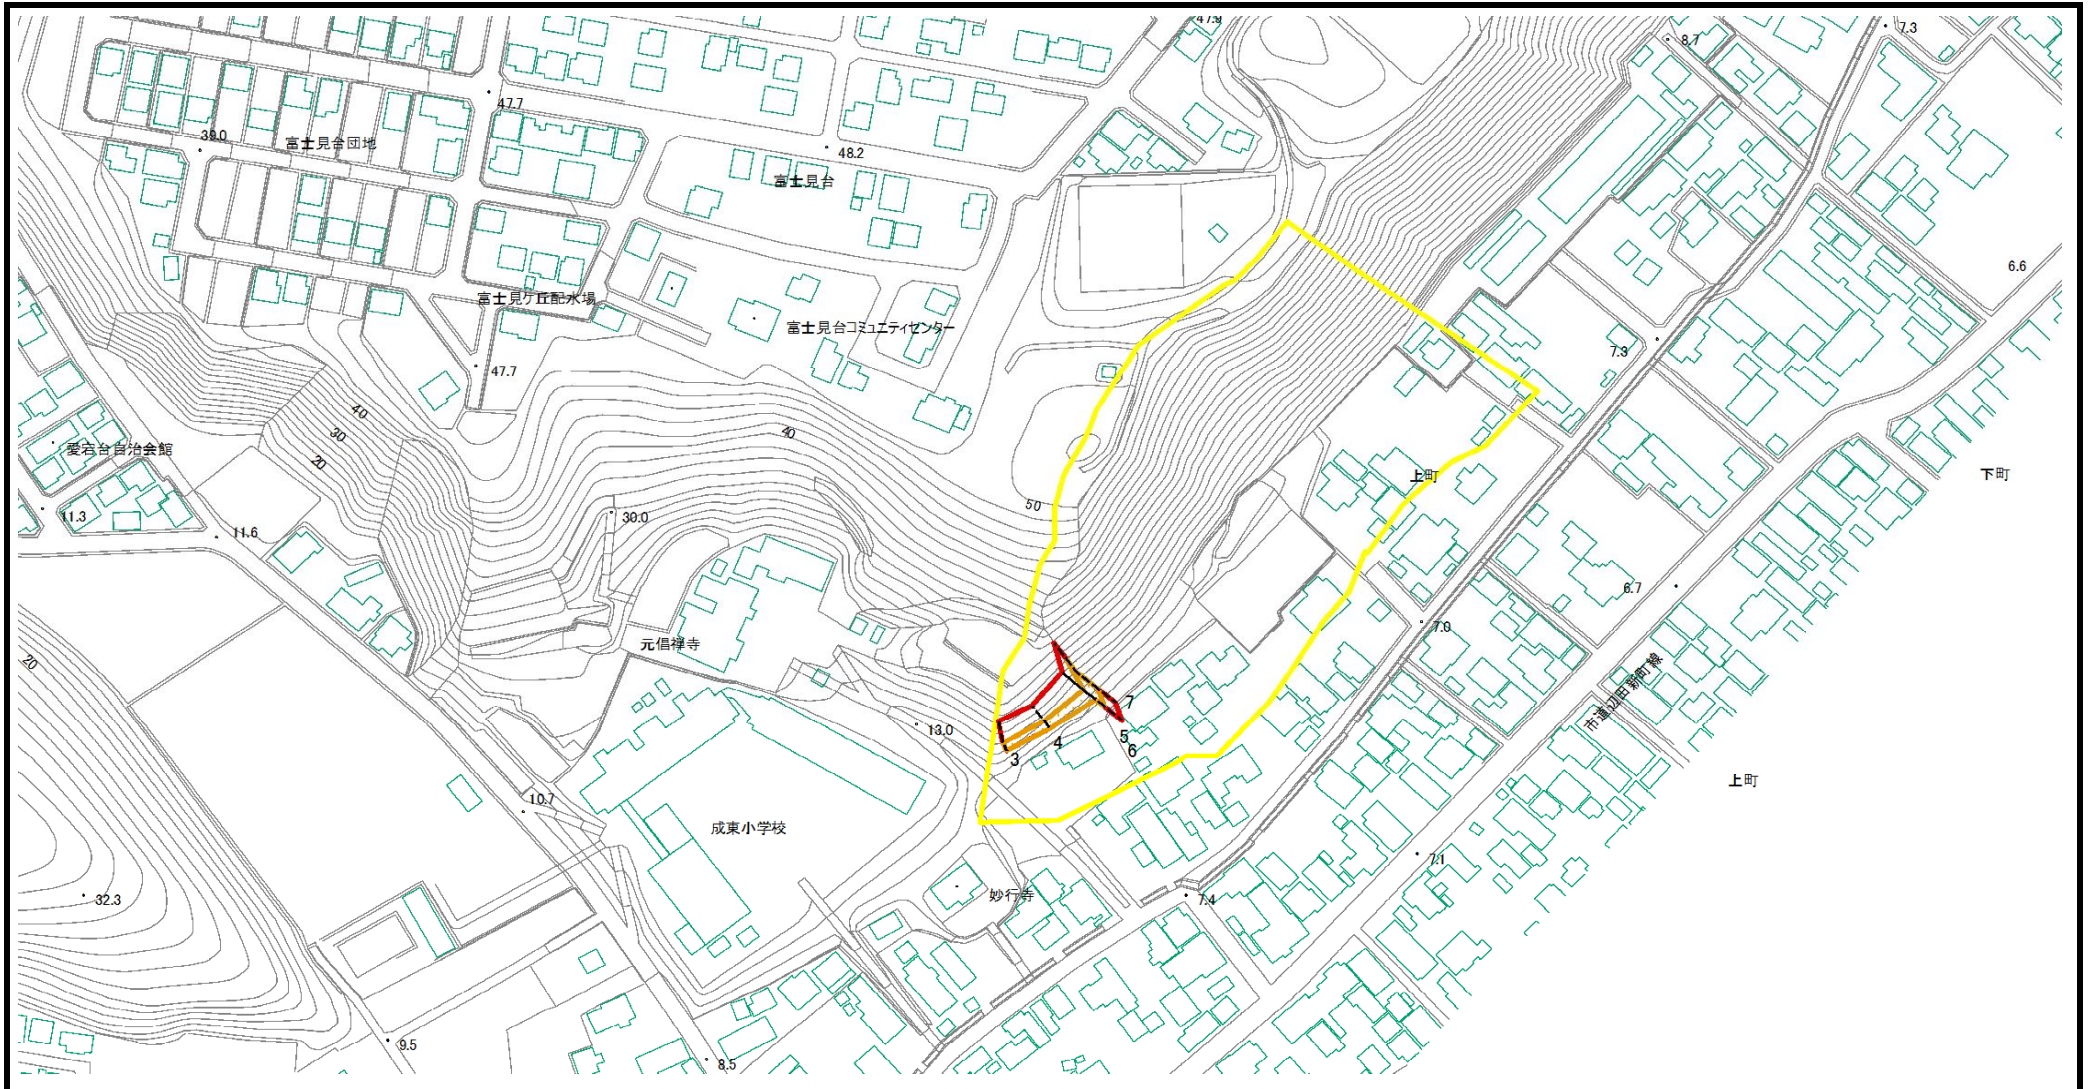 47.9
7.3
8.7
47.7
39.0
富士見台団地
48.2
富士見台
6.6
富士見ケ丘配水場
富士見台コミュニティセンター
7.3
47.7
40
30
20
40
愛宕台自治会館
上町
下町
50
11.3
30.0
11.6
6.7
7.0
元倡禅寺
20
市道辺田新町線
7
13.0
5
4
6
3
上町
10.7
成東小学校
7.1
32.3
妙行寺
7.4
9.5
8.5